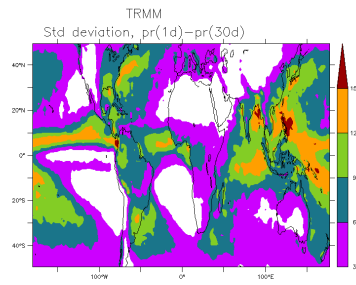 TRMM
Std deviation, pr(1d)-pr(30d)
40°N
20°N
0°
20°S
40°S
100°W
0°
100°E
15
12
9
6
3